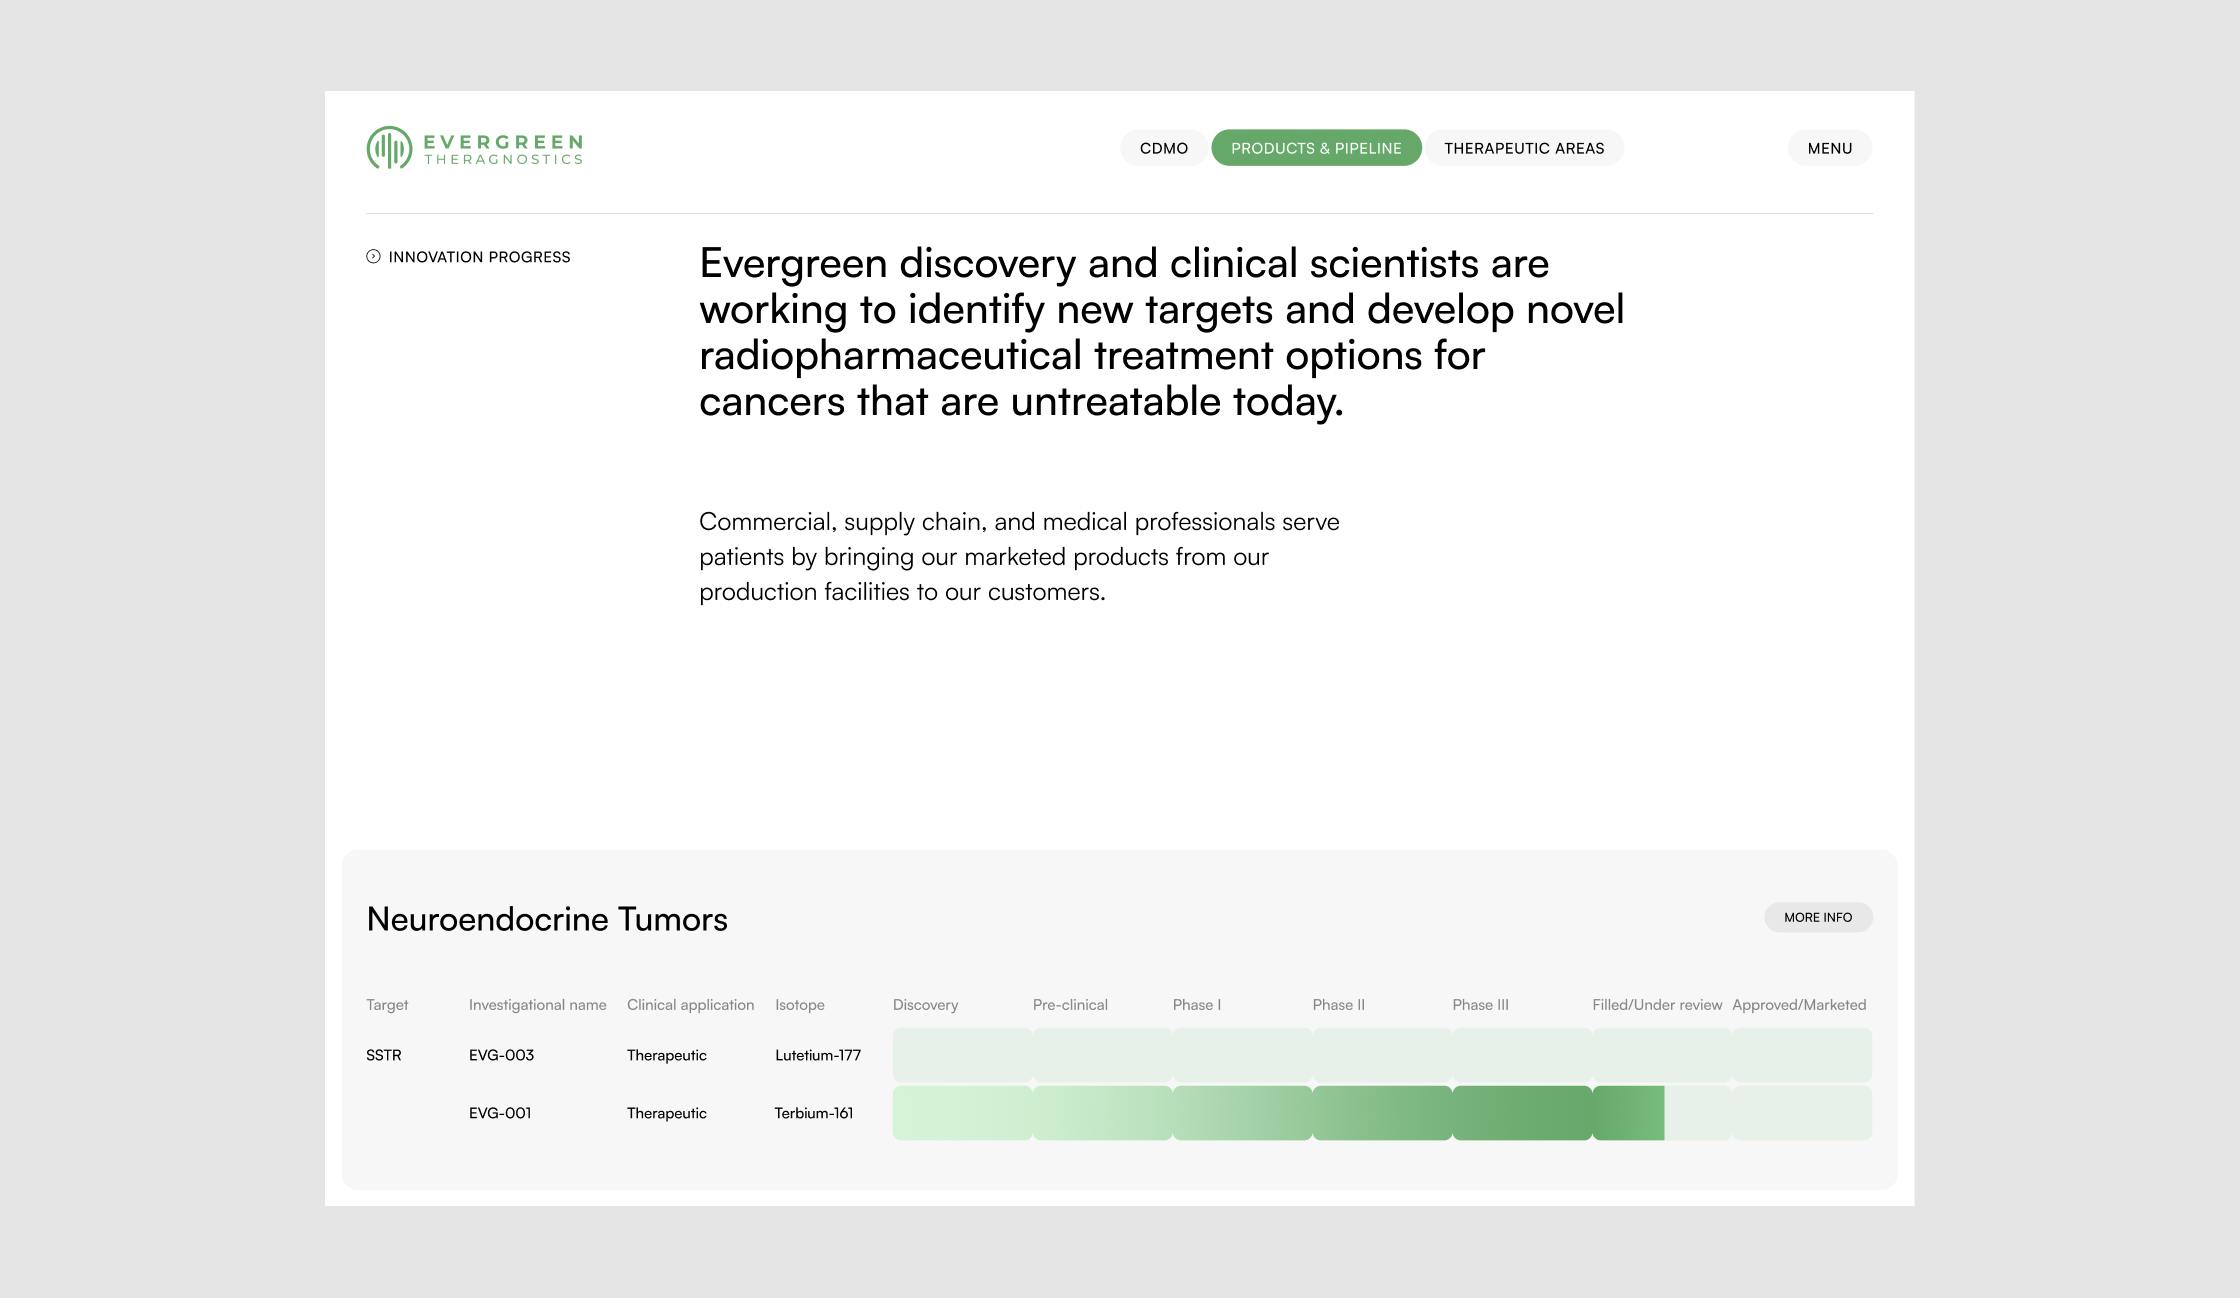 EVERGREEN
THERAGNOSTICS
CDMO
PRODUCTS & PIPELINE
THERAPEUTIC AREAS
MENU
INNOVATION PROGRESS
Evergreen discovery and clinical scientists are
working to identify new targets and develop novel
radiopharmaceutical treatment options for
cancers that are untreatable today.
Commercial, supply chain, and medical professionals serve
patients by bringing our marketed products from our
production facilities to our customers.
Neuroendocrine Tumors
MORE INFO
Target Investigational name Clinical application Isotope Discovery Pre-clinical Phase I Phase II Phase III Filled/Under review Approved/Marketed
SSTR EVG-003 Therapeutic Lutetium-177
EVG-001 Therapeutic Terbium-161